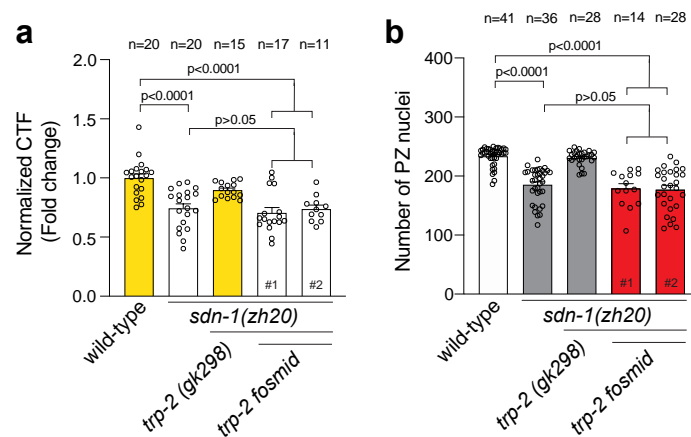 a
n=20 n=20 n=15 n=17 n=11
p<0.0001
p<0.0001
p>0.05
Normalized CTF
(Fold change)
2.0
1.5
1.0
0.5
0.0
#1 #2
wild-type
sdn-1(zh20)
trp-2 (gk298)
trp-2 fosmid
b
n=41 n=36 n=28 n=14 n=28
p<0.0001
p<0.0001
p>0.05
Number of PZ nuclei
400
300
200
100
0
#1 #2
wild-type
sdn-1(zh20)
trp-2 (gk298)
trp-2 fosmid